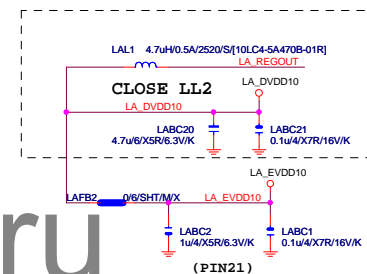 LAL1 4.7uH/0.5A/2520/S/[10LC4-5A470B-01R]
LA_REGOUT
CLOSE LL2
LA_DVDD10
LA_DVDD10
LABC20
4.7u/6/X5R/6.3V/K
LABC21
0.1u/4/X7R/16V/K
LA_EVDD10
LAFB2 0/6/SHT/M/X LA_EVDD10
LABC2
1u/4/X5R/6.3V/K
LABC1
0.1u/4/X7R/16V/K
(PIN21)
ru